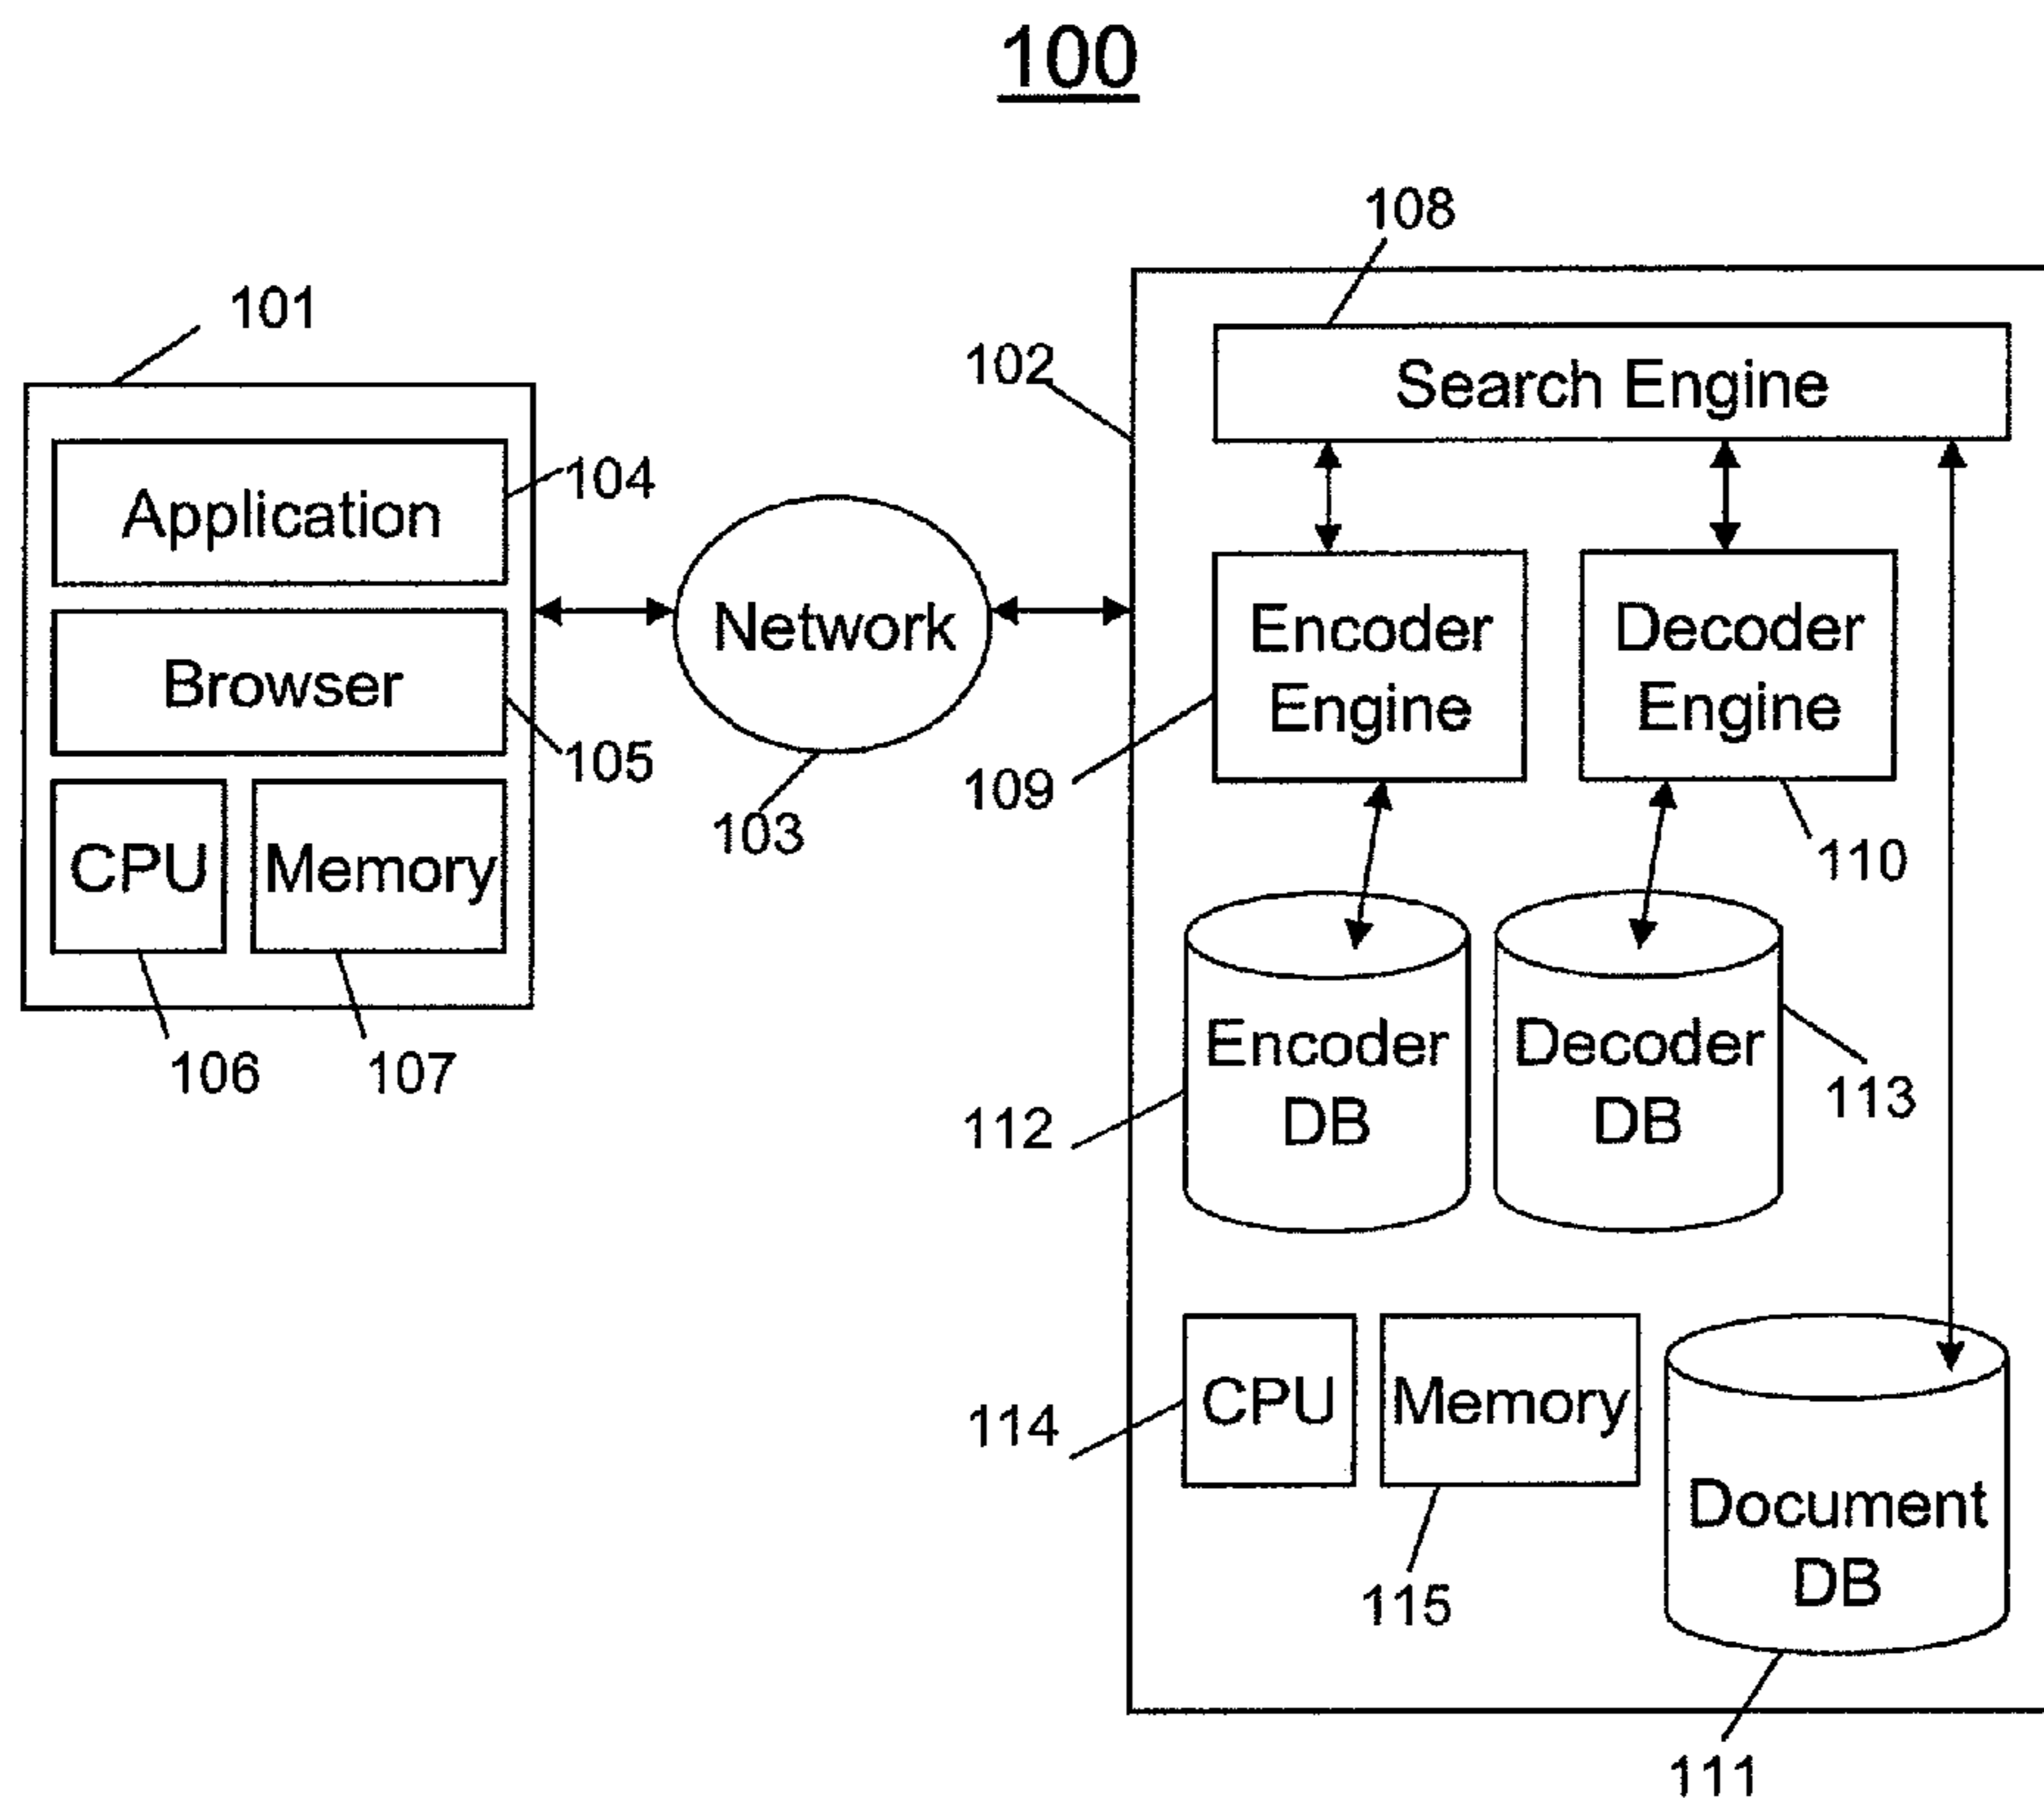 100
108
101
102
Search Engine
Application
104
Network
Encoder
Engine
Decoder
Engine
Browser
105
109
103
110
CPU
Memory
106
107
Encoder
DB
Decoder
DB
112
113
114
CPU
Memory
Document
DB
115
111